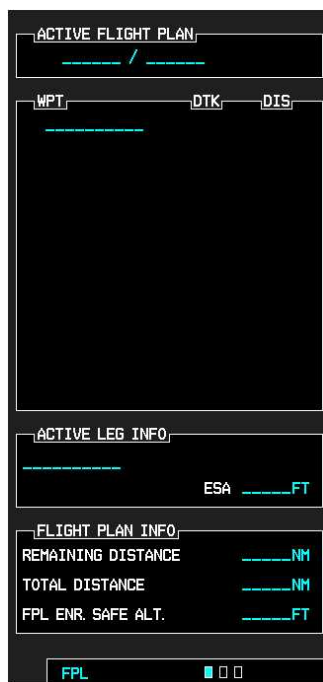 ACTIVE FLIGHT PLAN
______ / ______
WPT DTK DIS
__________
ACTIVE LEG INFO
__________
ESA _____FT
FLIGHT PLAN INFO
REMAINING DISTANCE _____NM
TOTAL DISTANCE _____NM
FPL ENR. SAFE ALT. _____FT
FPL